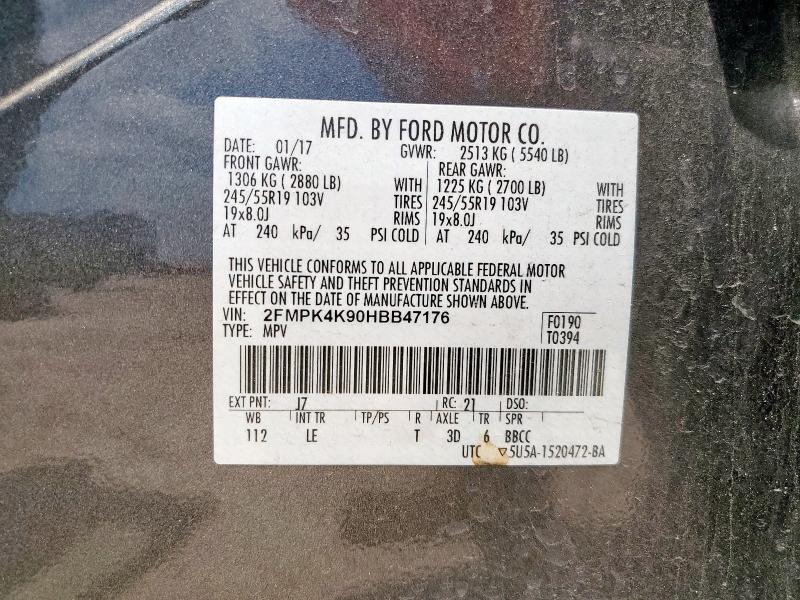 MFD. BY FORD MOTOR CO.
DATE: 01/17 GVWR: 2513 KG ( 5540 LB)
FRONT GAWR: REAR GAWR:
1306 KG ( 2880 LB) WITH 1225 KG ( 2700 LB) WITH
245/55R19 103V TIRES 245/55R19 103V TIRES
19x8.0J RIMS 19x8.0J RIMS
AT 240 kPa/ 35 PSI COLD AT 240 kPa/ 35 PSI COLD
THIS VEHICLE CONFORMS TO ALL APPLICABLE FEDERAL MOTOR
VEHICLE SAFETY AND THEFT PREVENTION STANDARDS IN
EFFECT ON THE DATE OF MANUFACTURE SHOWN ABOVE.
VIN: 2FMPK4K90HBB47176 F0190
TYPE: MPV T0394
EXT PNT: J7 RC: 21 DSO:
WB INT TR TP/PS R AXLE TR SPR
112 LE T 3D 6 BBCC
UTC ▽5U5A-1520472-BA